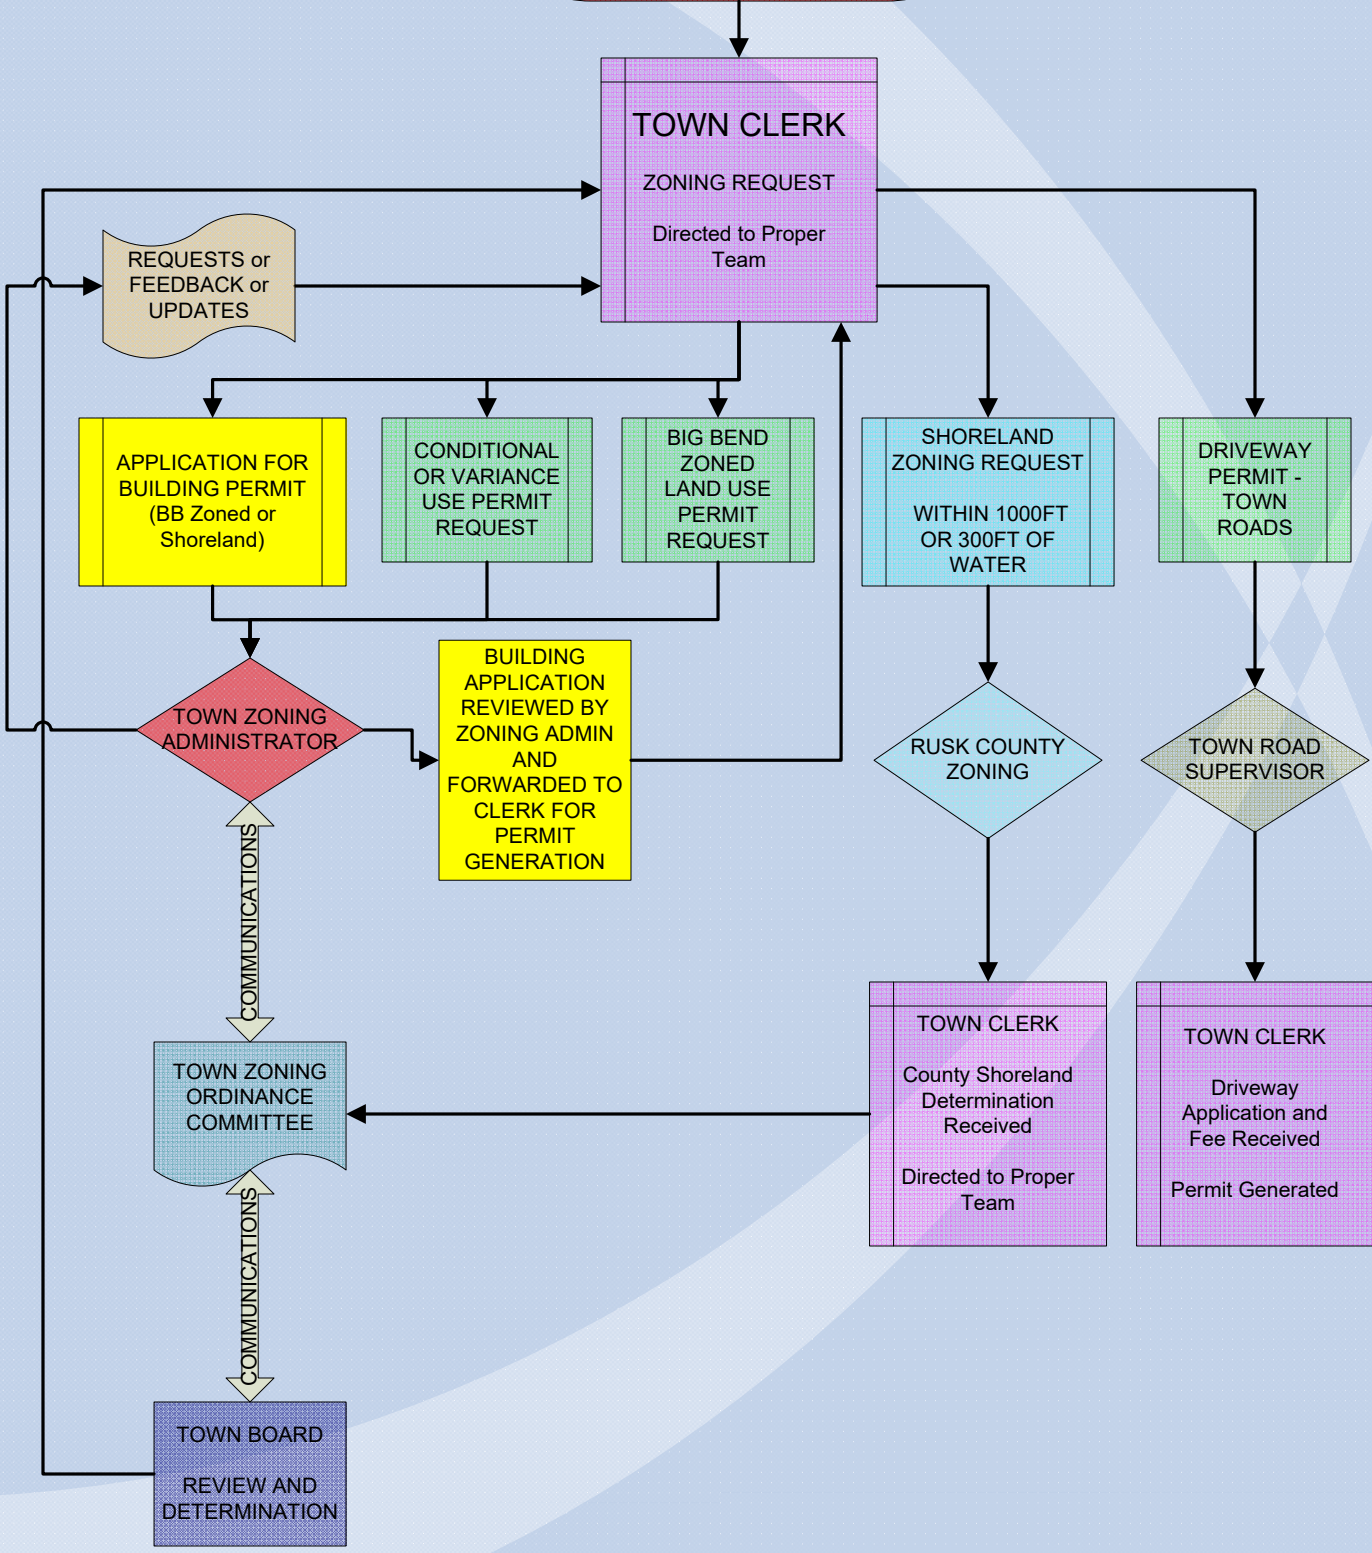 TOWN CLERK
ZONING REQUEST
Directed to Proper
Team
REQUESTS or
FEEDBACK or
UPDATES
APPLICATION FOR
BUILDING PERMIT
(BB Zoned or
Shoreland)
CONDITIONAL
OR VARIANCE
USE PERMIT
REQUEST
BIG BEND
ZONED
LAND USE
PERMIT
REQUEST
SHORELAND
ZONING REQUEST
WITHIN 1000FT
OR 300FT OF
WATER
DRIVEWAY
PERMIT -
TOWN
ROADS
TOWN ZONING
ADMINISTRATOR
BUILDING
APPLICATION
REVIEWED BY
ZONING ADMIN
AND
FORWARDED TO
CLERK FOR
PERMIT
GENERATION
RUSK COUNTY
ZONING
TOWN ROAD
SUPERVISOR
COMMUNICATIONS
TOWN ZONING
ORDINANCE
COMMITTEE
TOWN CLERK
County Shoreland
Determination
Received
Directed to Proper
Team
TOWN CLERK
Driveway
Application and
Fee Received
Permit Generated
COMMUNICATIONS
TOWN BOARD
REVIEW AND
DETERMINATION